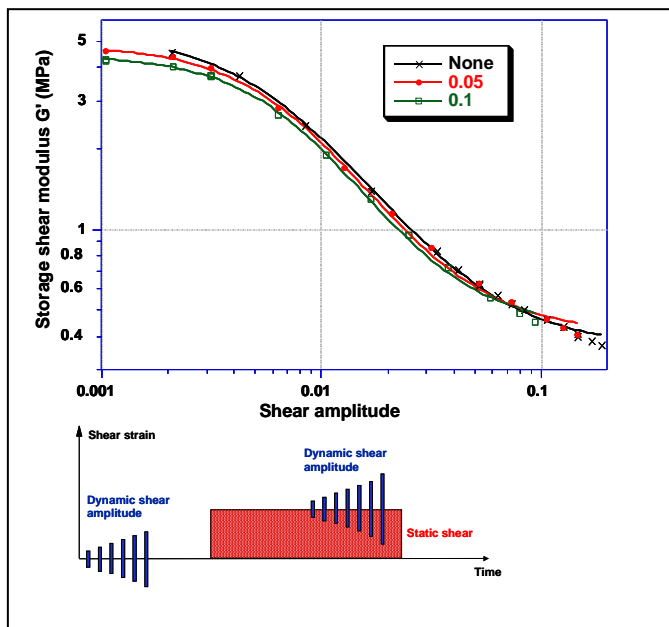 Storage shear modulus G' (MPa)
5
3
1
0.8
0.6
0.4
None
0.05
0.1
0.001
0.01
0.1
Shear amplitude
Shear strain
Dynamic shear
amplitude
Dynamic shear
amplitude
Static shear
Time